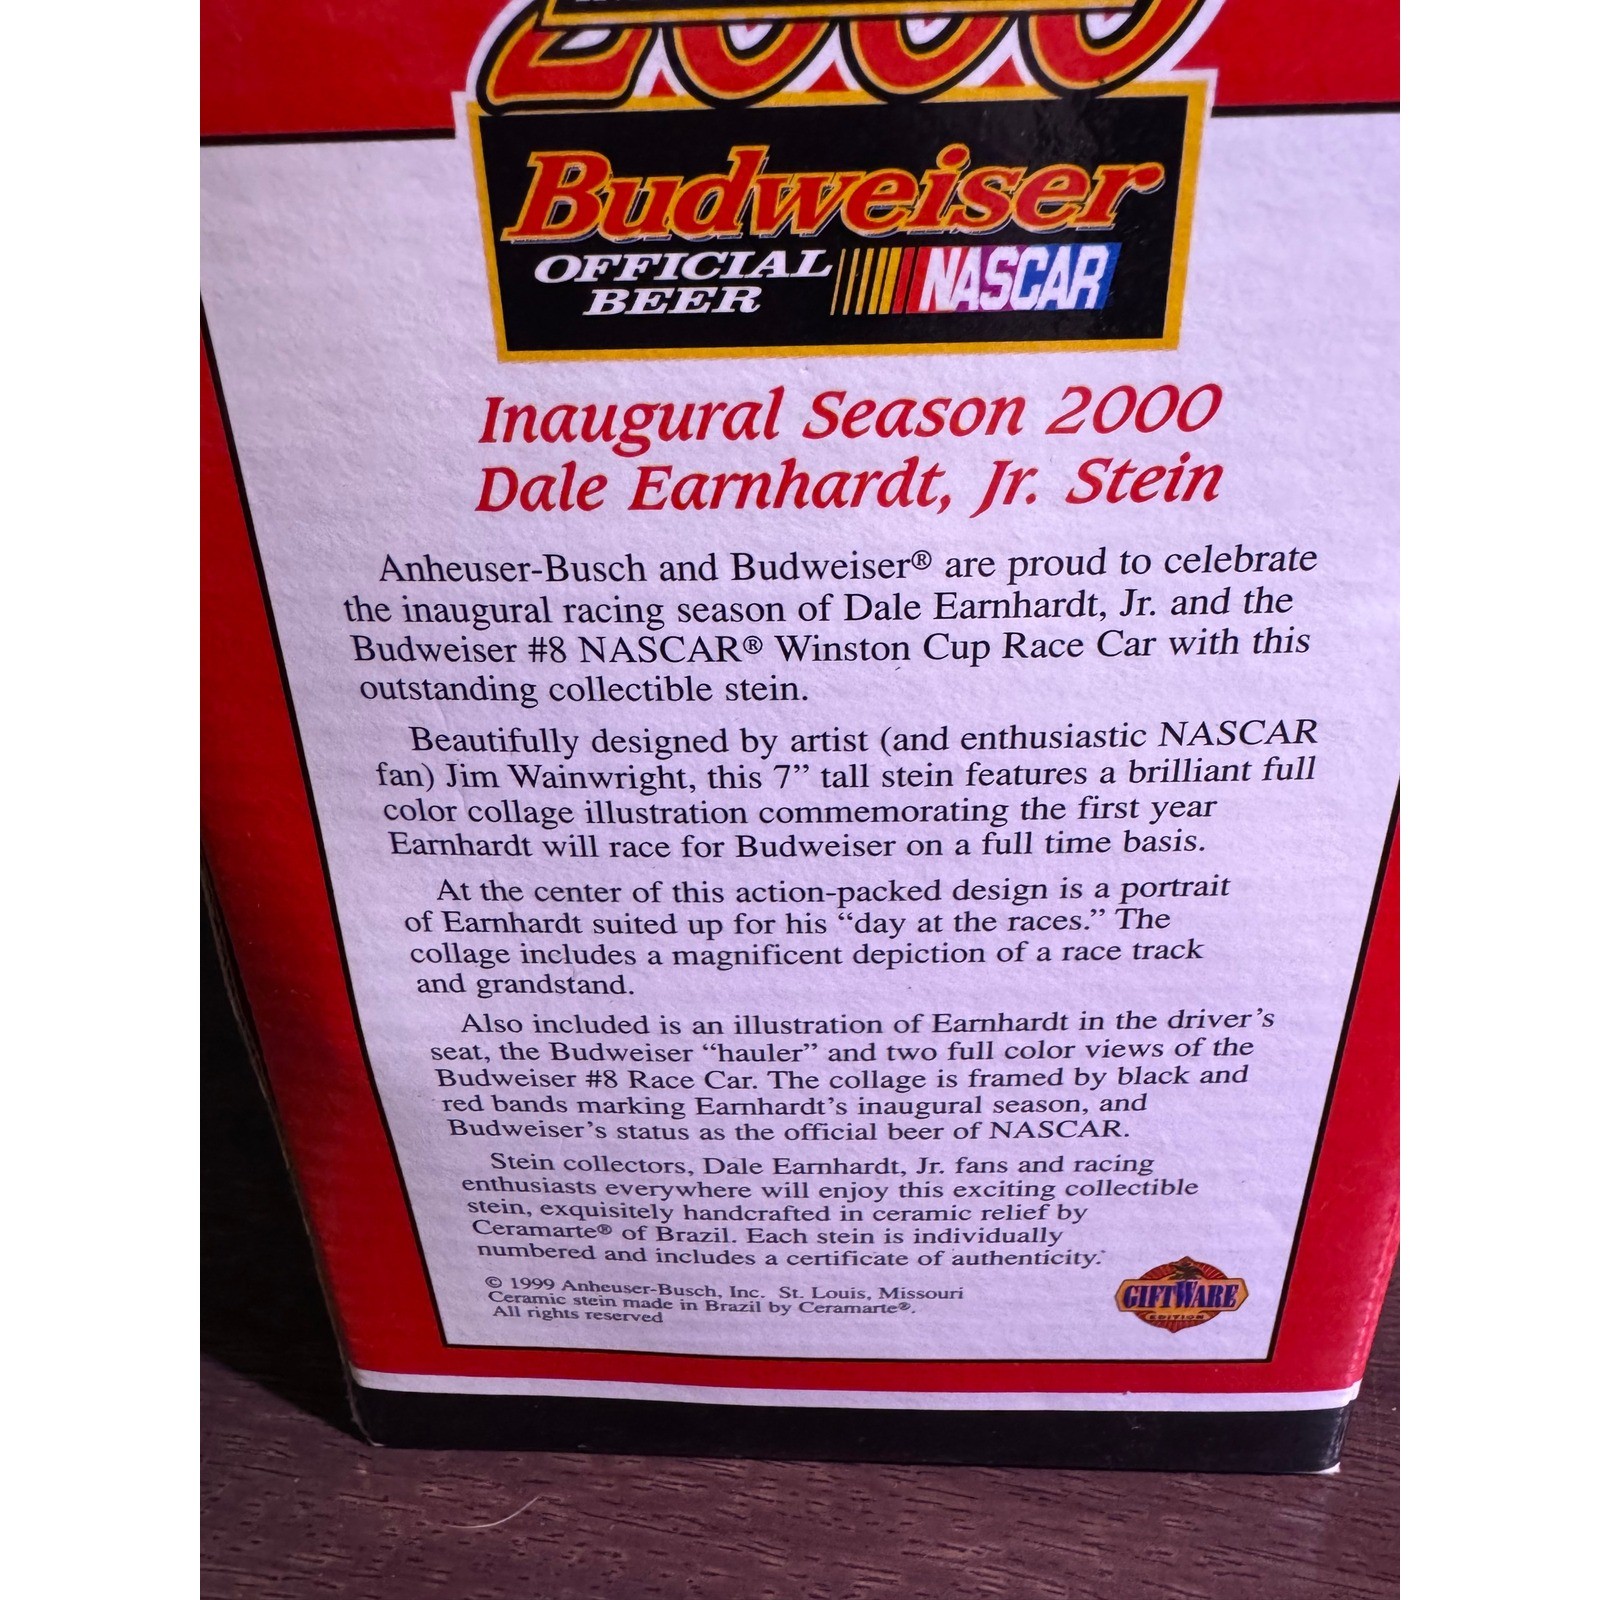 2000
Budweiser
OFFICIAL
BEER
NASCAR
Inaugural Season 2000
Dale Earnhardt, Jr. Stein
Anheuser-Busch and Budweiser® are proud to celebrate
the inaugural racing season of Dale Earnhardt, Jr. and the
Budweiser #8 NASCAR® Winston Cup Race Car with this
outstanding collectible stein.
Beautifully designed by artist (and enthusiastic NASCAR
fan) Jim Wainwright, this 7” tall stein features a brilliant full
color collage illustration commemorating the first year
Earnhardt will race for Budweiser on a full time basis.
At the center of this action-packed design is a portrait
of Earnhardt suited up for his “day at the races.” The
collage includes a magnificent depiction of a race track
and grandstand.
Also included is an illustration of Earnhardt in the driver’s
seat, the Budweiser “hauler” and two full color views of the
Budweiser #8 Race Car. The collage is framed by black and
red bands marking Earnhardt’s inaugural season, and
Budweiser’s status as the official beer of NASCAR.
Stein collectors, Dale Earnhardt, Jr. fans and racing
enthusiasts everywhere will enjoy this exciting collectible
stein, exquisitely handcrafted in ceramic relief by
Ceramarte® of Brazil. Each stein is individually
numbered and includes a certificate of authenticity.
© 1999 Anheuser-Busch, Inc. St. Louis, Missouri
Ceramic stein made in Brazil by Ceramarte®.
All rights reserved
GIFTWARE
EDITION